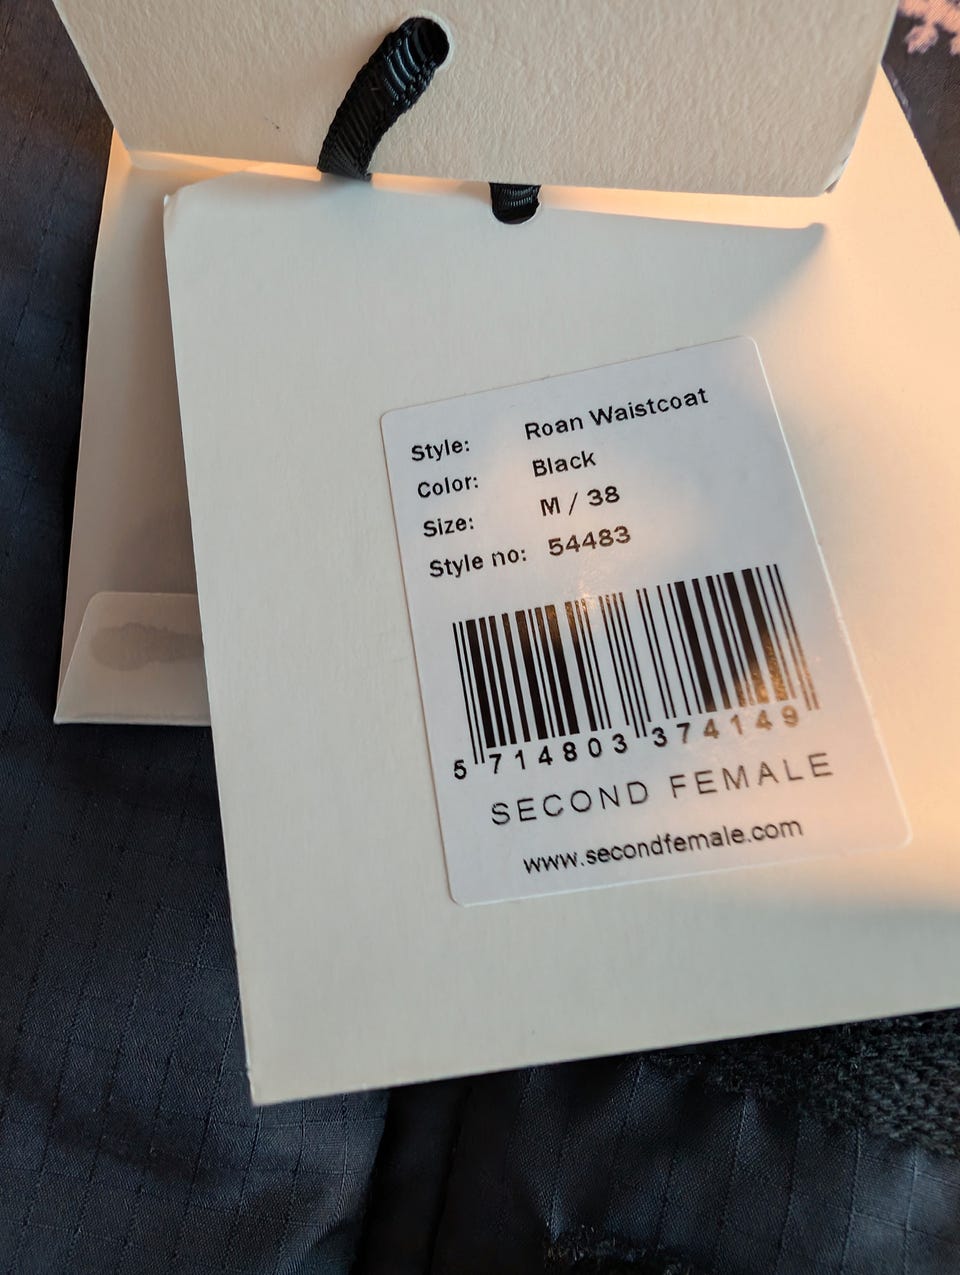 Style: Roan Waistcoat
Color: Black
Size: M / 38
Style no: 54483
5 714803 374149
SECOND FEMALE
www.secondfemale.com